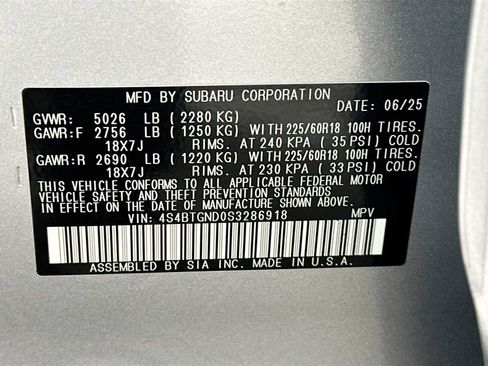 MFD BY SUBARU CORPORATION
DATE: 06/25
GVWR: 5026 LB (2280 KG)
GAWR:F 2756 LB (1250 KG) WITH 225/60R18 100H TIRES.
18X7J RIMS. AT 240 KPA (35 PSI) COLD
GAWR:R 2690 LB (1220 KG) WITH 225/60R18 100H TIRES.
18X7J RIMS. AT 230 KPA (33 PSI) COLD
THIS VEHICLE CONFORMS TO ALL APPLICABLE FEDERAL MOTOR
VEHICLE SAFETY AND THEFT PREVENTION STANDARDS
IN EFFECT ON THE DATE OF MANUFACTURE SHOWN ABOVE.
VIN: 4S4BTGND0S3286918 MPV
ASSEMBLED BY SIA INC. MADE IN U.S.A.